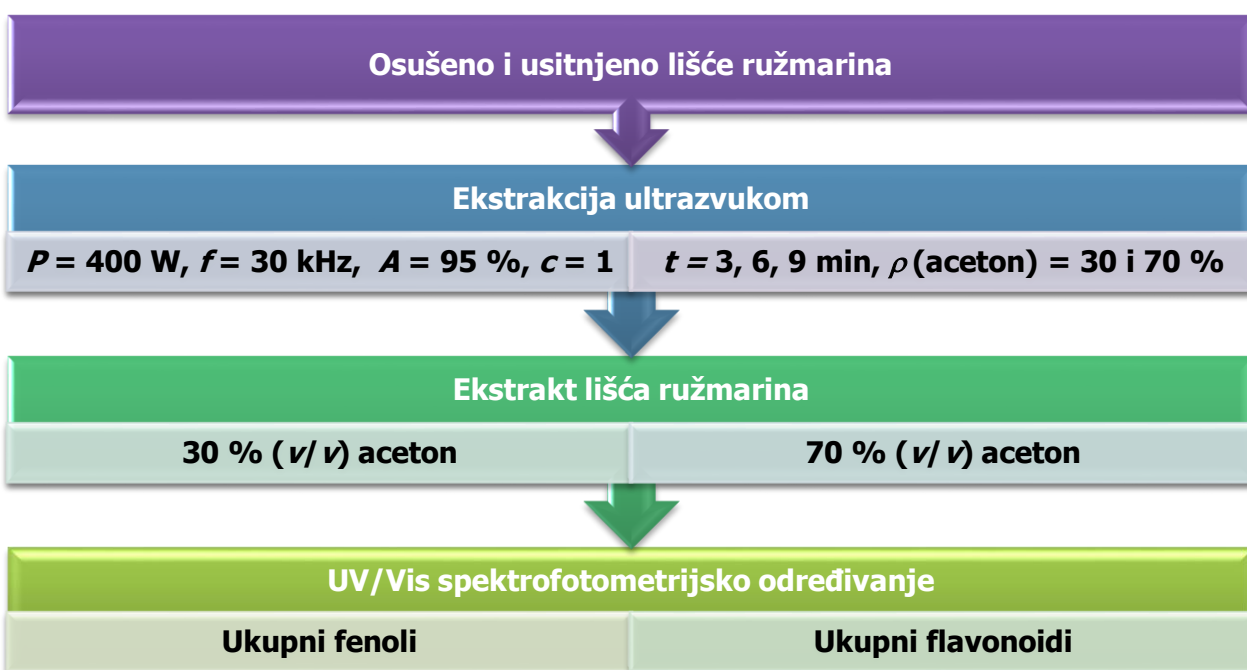 Osušeno i usitnjeno lišće ružmarina
Ekstrakcija ultrazvukom
P = 400 W, f = 30 kHz, A = 95 %, c = 1
t = 3, 6, 9 min, ρ (aceton) = 30 i 70 %
Ekstrakt lišća ružmarina
30 % (v/v) aceton
70 % (v/v) aceton
UV/Vis spektrofotometrijsko određivanje
Ukupni fenoli
Ukupni flavonoidi